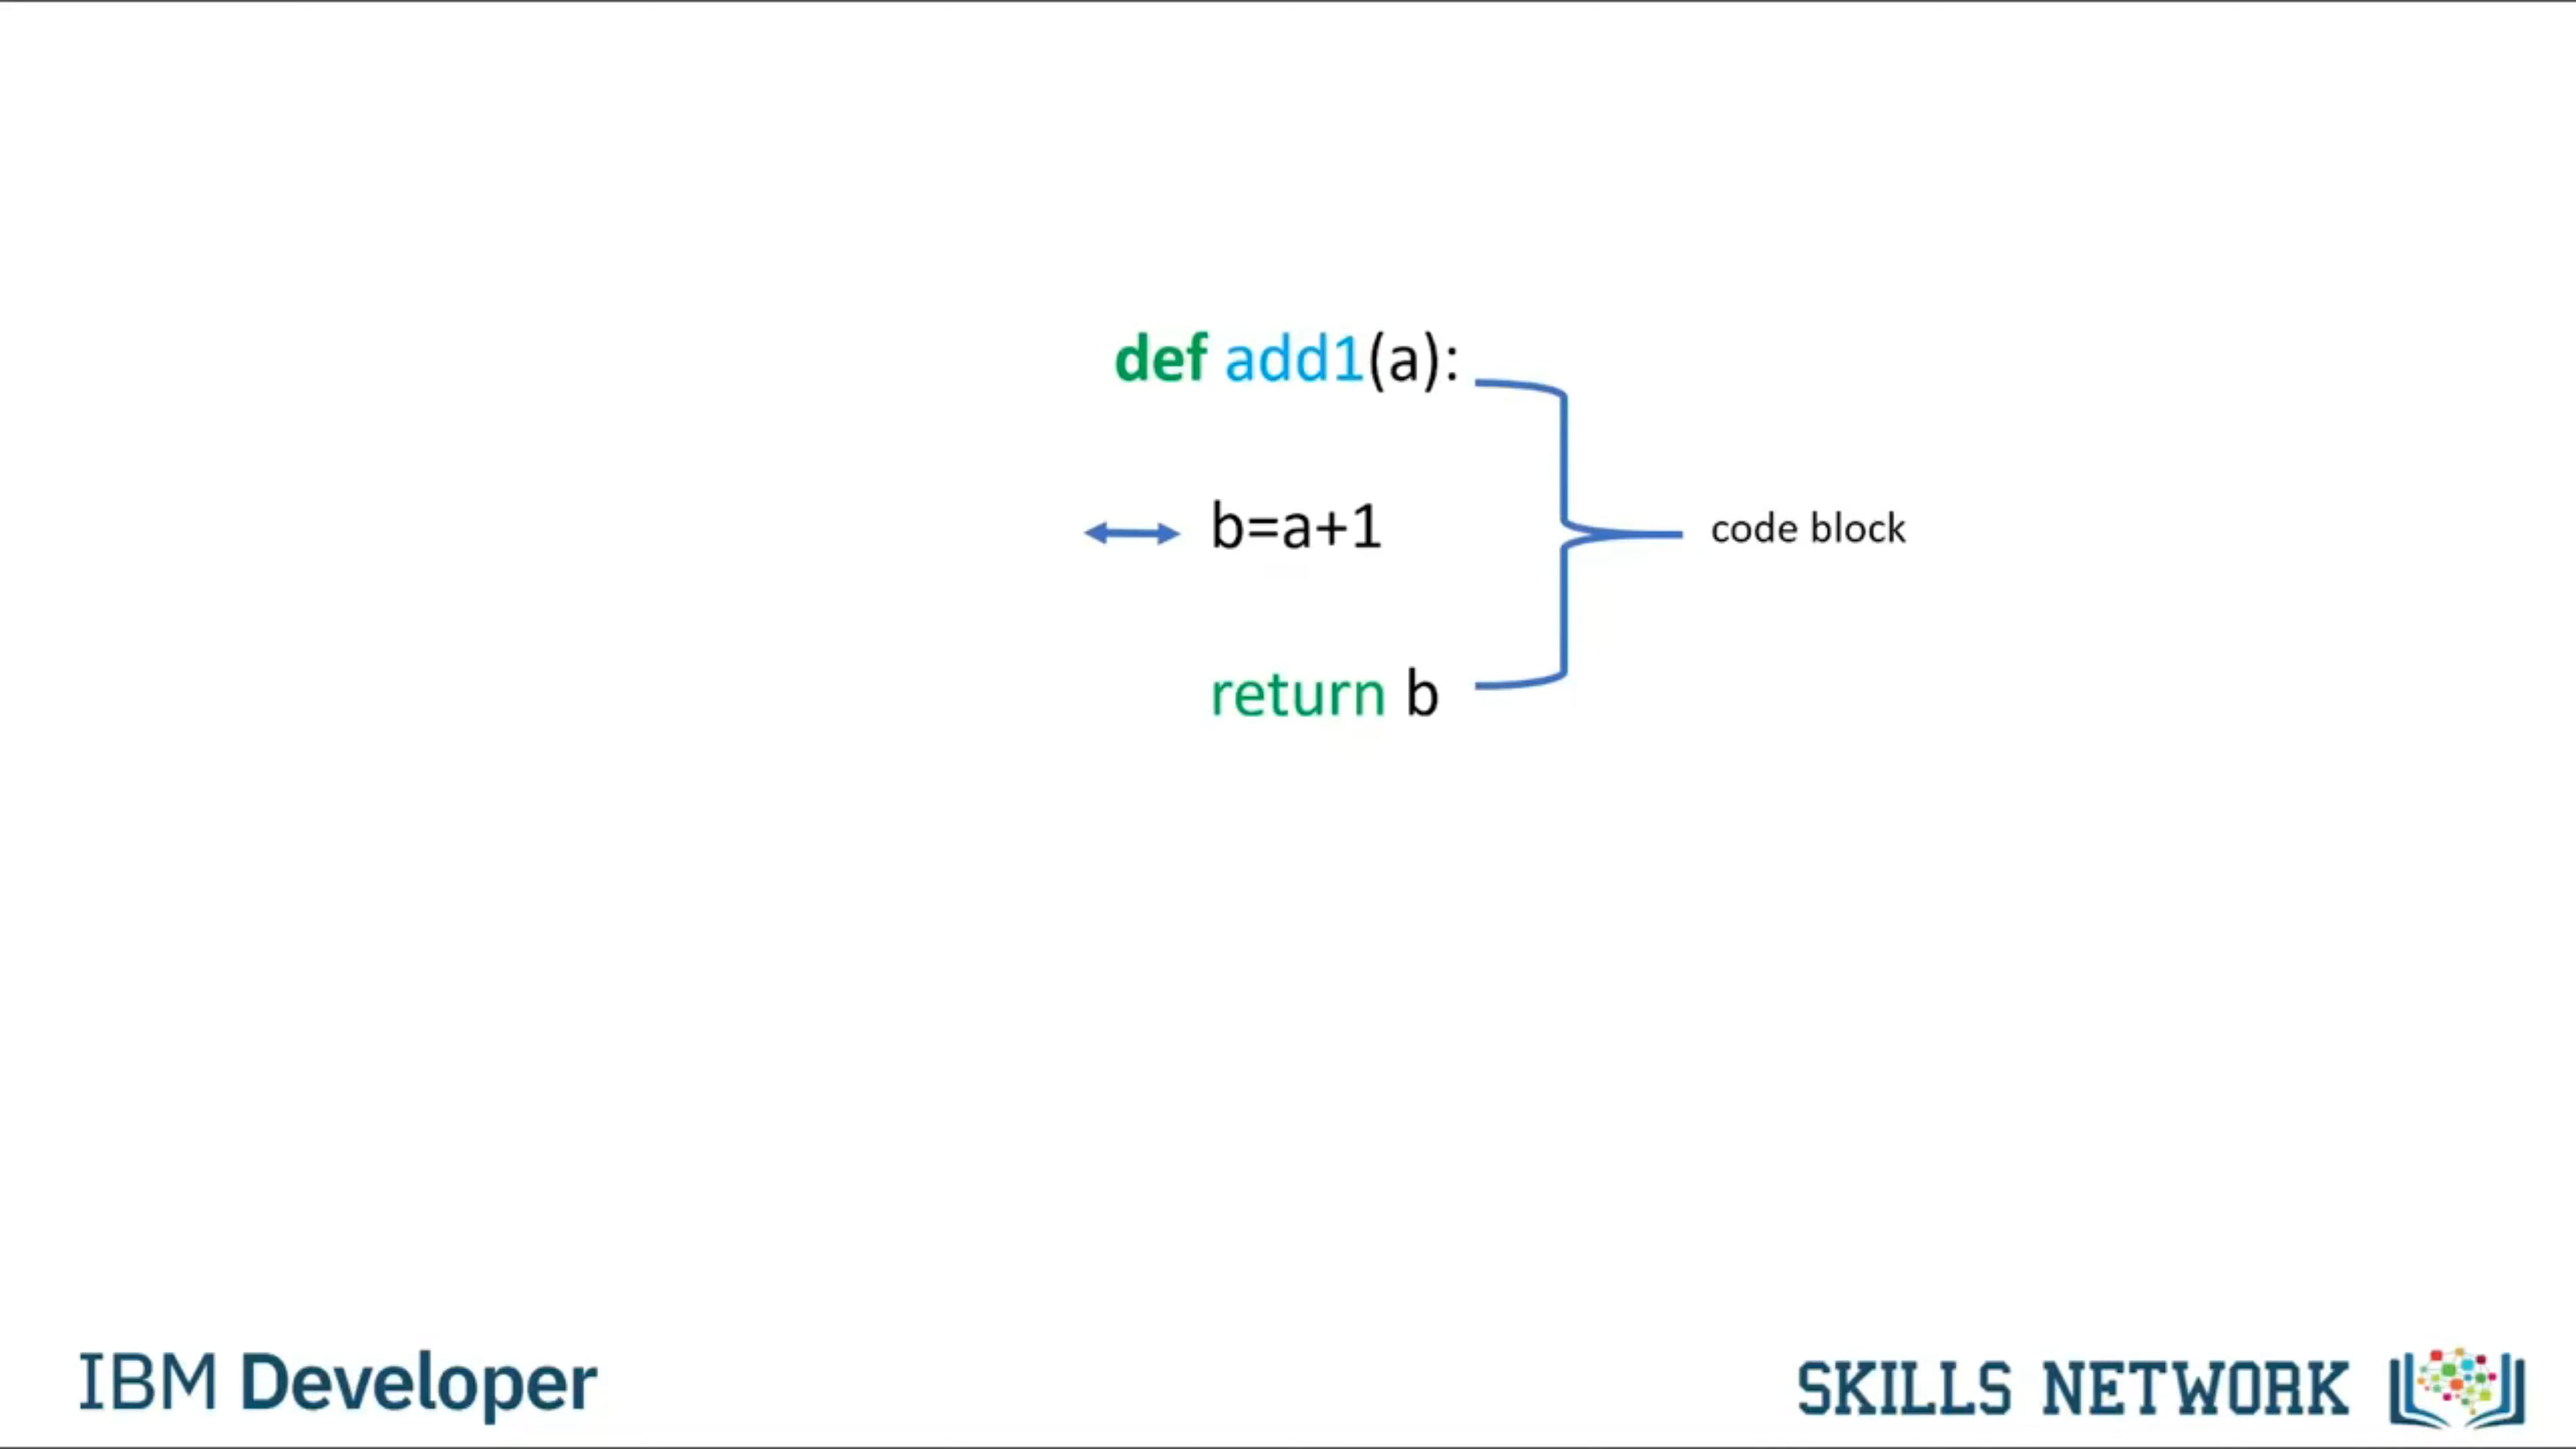 def add1(a):
b=a+1
code block
return b
IBM Developer
SKILLS NETWORK